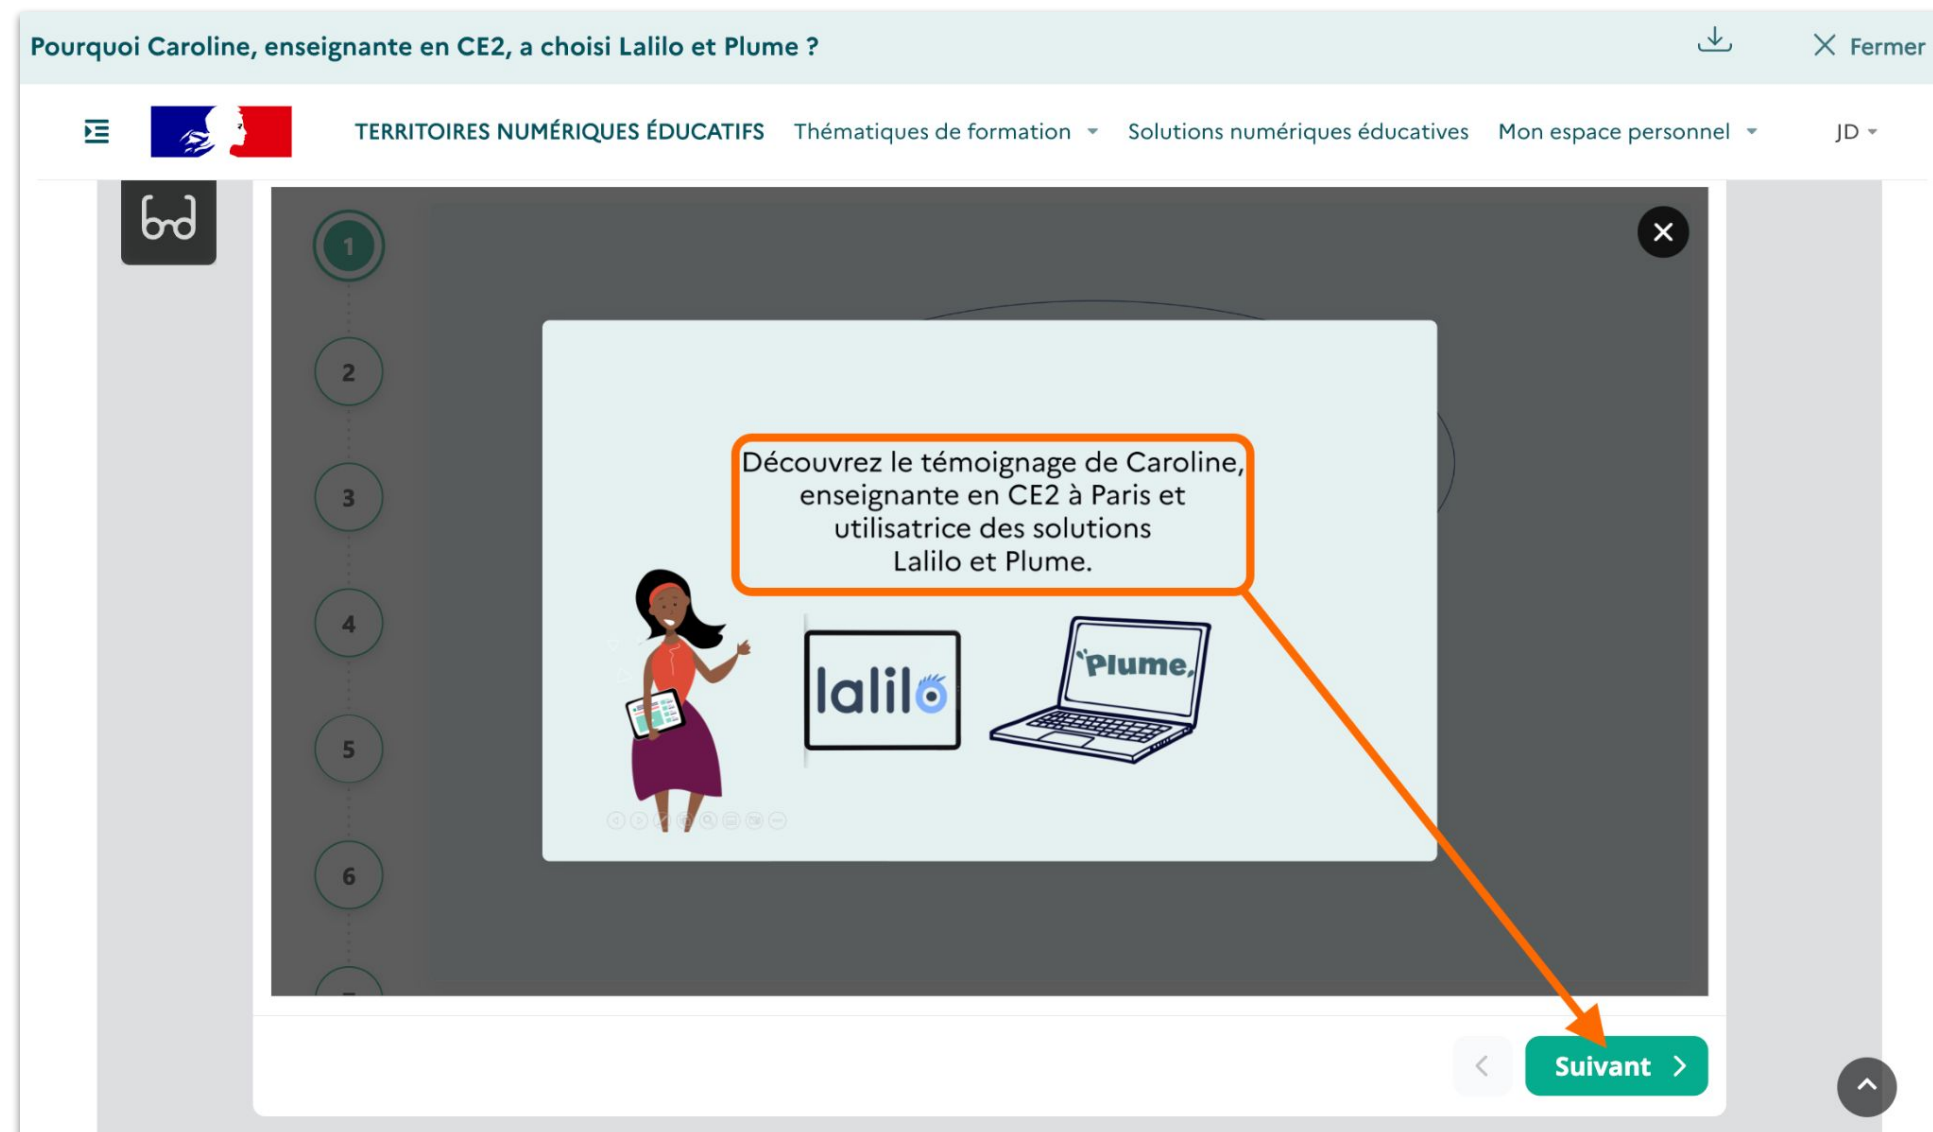 Pourquoi Caroline, enseignante en CE2, a choisi Lalilo et Plume ?
Fermer
TERRITOIRES NUMÉRIQUES ÉDUCATIFS
Thématiques de formation
Solutions numériques éducatives
Mon espace personnel
JD
1
2
3
4
5
6
Découvrez le témoignage de Caroline,
enseignante en CE2 à Paris et
utilisatrice des solutions
Lalilo et Plume.
lalilo
Plume,
Suivant